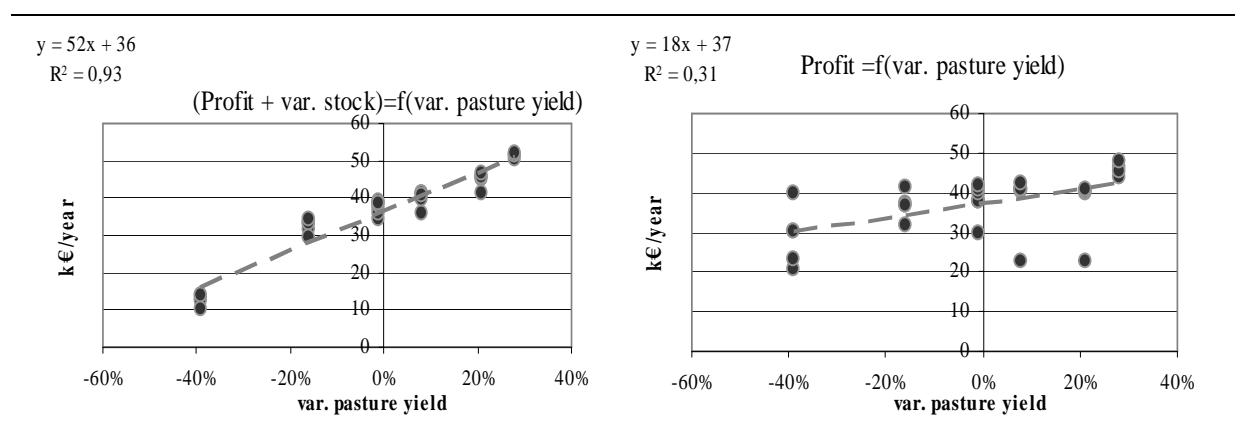 y = 52x + 36
R² = 0,93
(Profit + var. stock)=f(var. pasture yield)
60
50
40
30
20
10
0
-60% -40% -20% 0% 20% 40%
var. pasture yield
k€/year
y = 18x + 37
R² = 0,31
Profit =f(var. pasture yield)
60
50
40
30
20
10
0
-60% -40% -20% 0% 20% 40%
var. pasture yield
k€/year